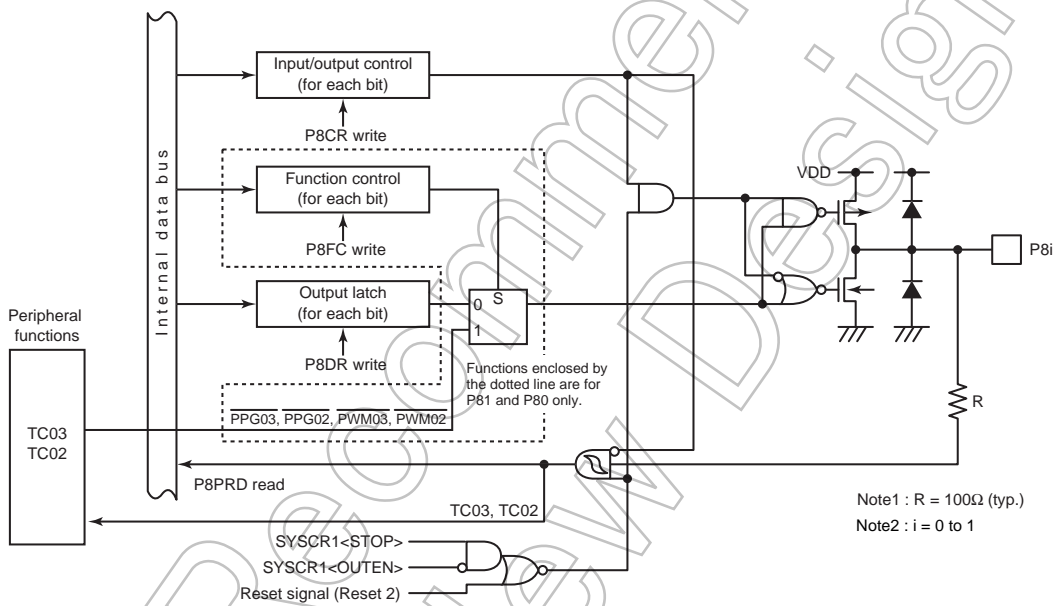 Input/output control
(for each bit)
P8CR write
Function control
(for each bit)
P8FC write
Output latch
(for each bit)
P8DR write
Internal data bus
Peripheral
functions
TC03
TC02
S
0
1
Functions enclosed by
the dotted line are for
P81 and P80 only.
PPG03, PPG02, PWM03, PWM02
P8PRD read
TC03, TC02
SYSCR1<STOP>
SYSCR1<OUTEN>
Reset signal (Reset 2)
VDD
P8i
R
Note1 : R = 100Ω (typ.)
Note2 : i = 0 to 1